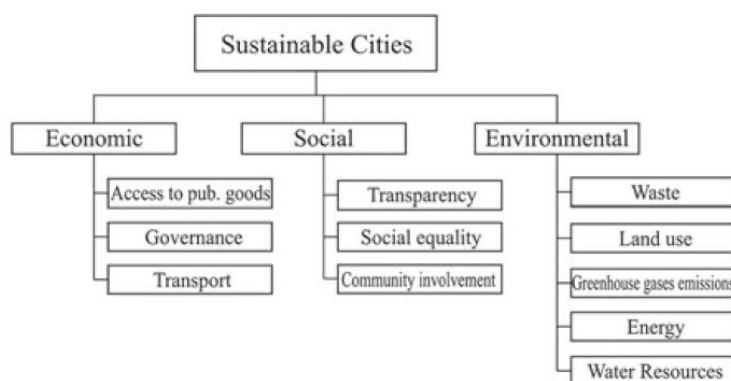 Sustainable Cities
Economic
Social
Environmental
Access to pub. goods
Governance
Transport
Transparency
Social equality
Community involvement
Waste
Land use
Greenhouse gases emissions
Energy
Water Resources